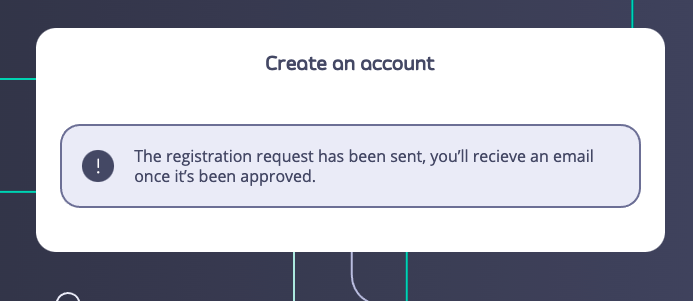 Create an account
The registration request has been sent, you’ll recieve an email
once it’s been approved.